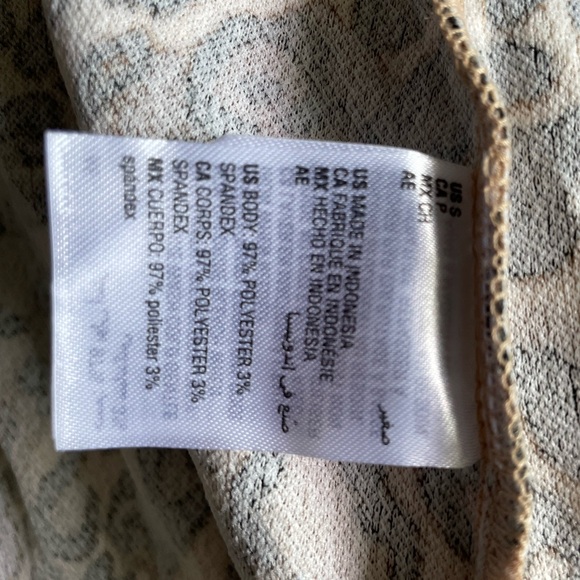 US S
CA P
MX CH
AE صغير
US MADE IN INDONESIA
CA FABRIQUÉ EN INDONÉSIE
MX HECHO EN INDONESIA
AE صنع في اندونيسيا
US BODY: 97% POLYESTER 3%
SPANDEX
CA CORPS: 97% POLYESTER 3%
SPANDEX
MX CUERPO: 97% poliester 3%
spandex